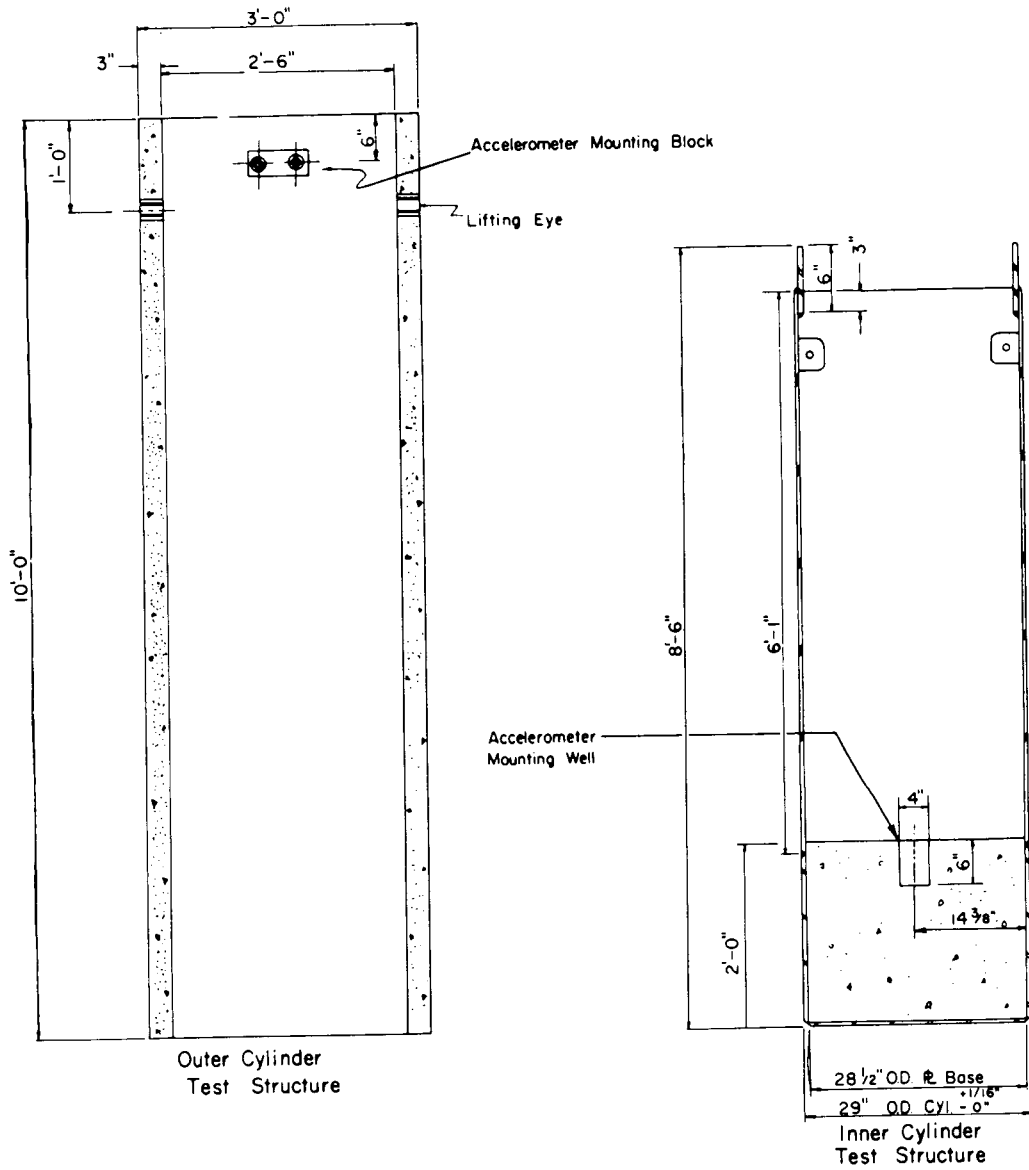 3'-0"
3"
2'-6"
6"
1'-0"
Accelerometer Mounting Block
Lifting Eye
10'-0"
6"
3"
8'-6"
6'-1"
Accelerometer
Mounting Well
4"
6"
14 3/8"
2'-0"
28 1/2" O.D. ⅊ Base
29" O.D. Cyl. +1/16" -0"
Outer Cylinder
Test Structure
Inner Cylinder
Test Structure